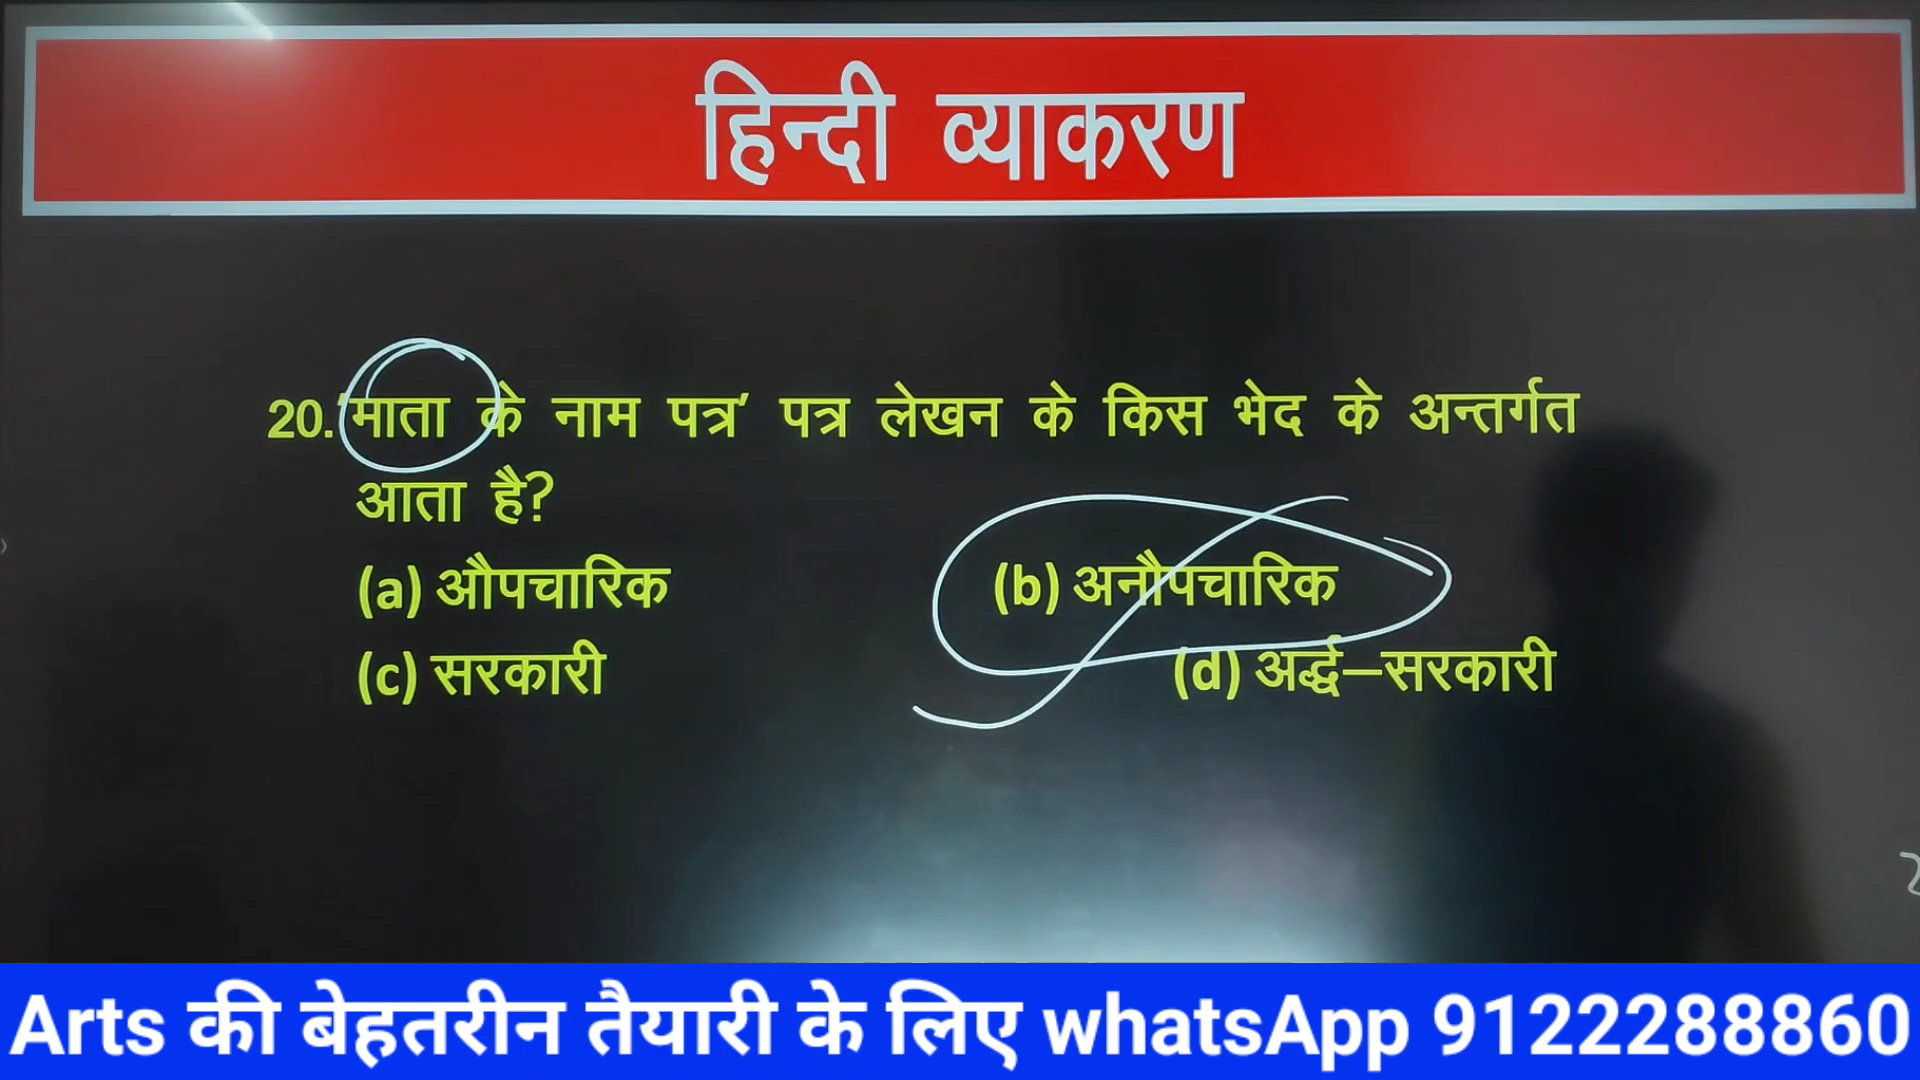 हिन्दी व्याकरण
20. 'माता के नाम पत्र' पत्र लेखन के किस भेद के अन्तर्गत
आता है?
(a) औपचारिक (b) अनौपचारिक
(c) सरकारी (d) अर्द्ध–सरकारी
Arts की बेहतरीन तैयारी के लिए whatsApp 9122288860